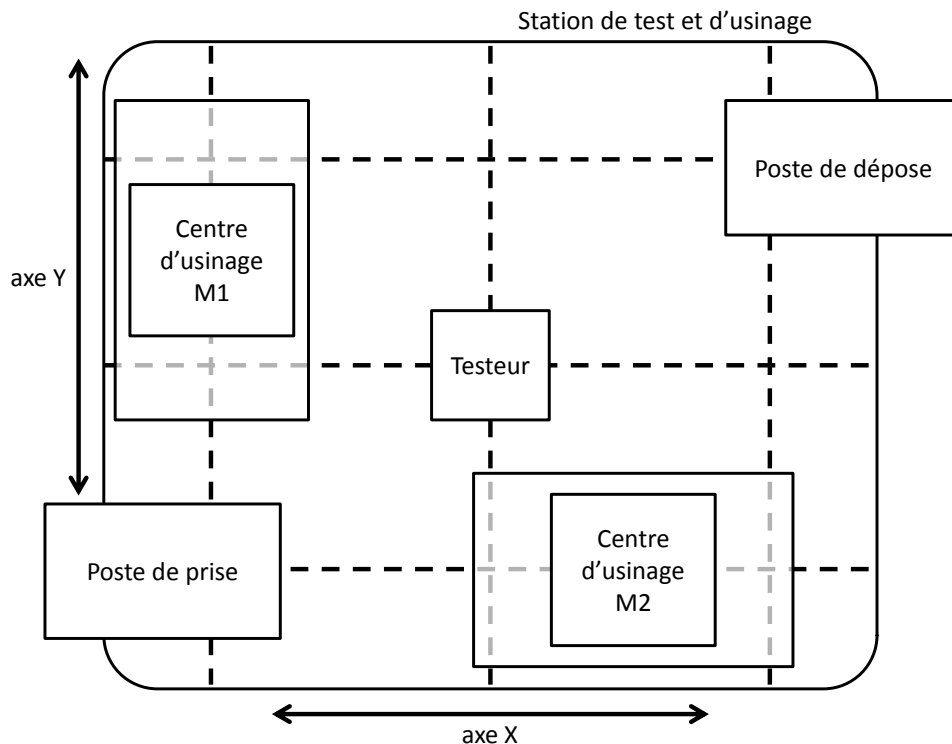 Station de test et d'usinage
Poste de dépose
Centre
d'usinage
M1
axe Y
Testeur
Poste de prise
Centre
d'usinage
M2
axe X